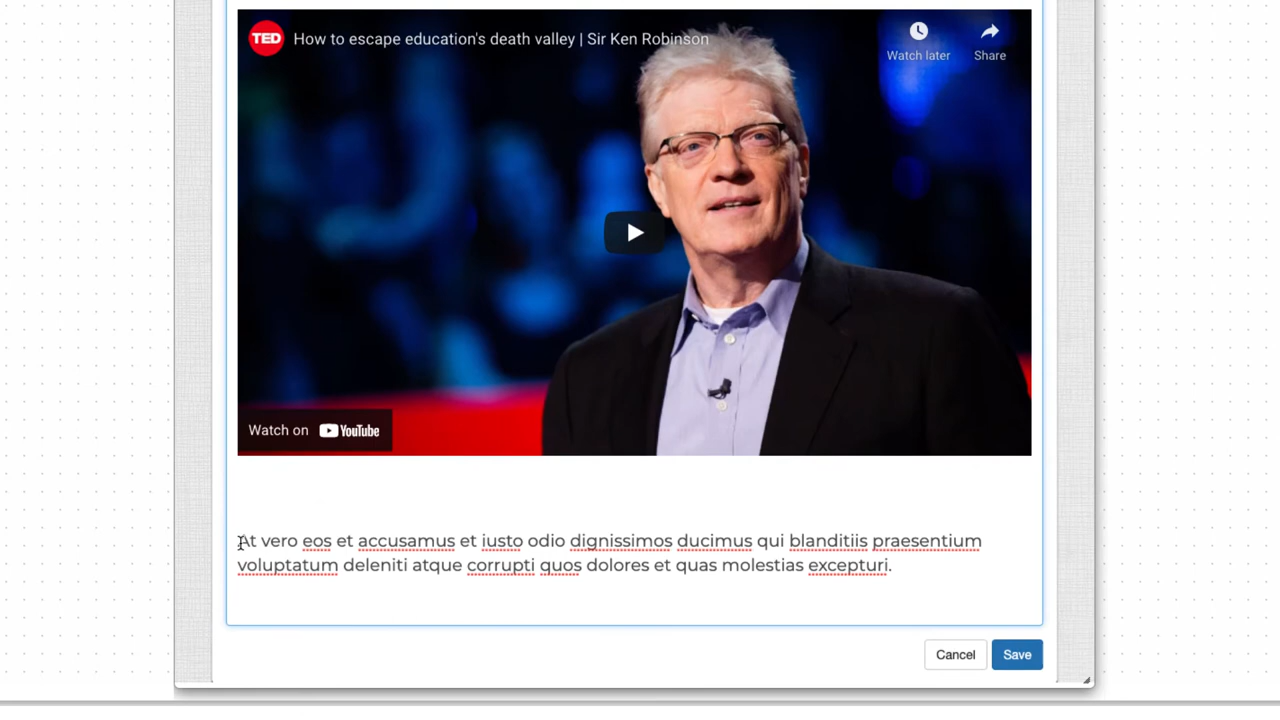 TED How to escape education's death valley | Sir Ken Robinson
Watch later Share
Watch on YouTube
At vero eos et accusamus et iusto odio dignissimos ducimus qui blanditiis praesentium
voluptatum deleniti atque corrupti quos dolores et quas molestias excepturi.
Cancel Save